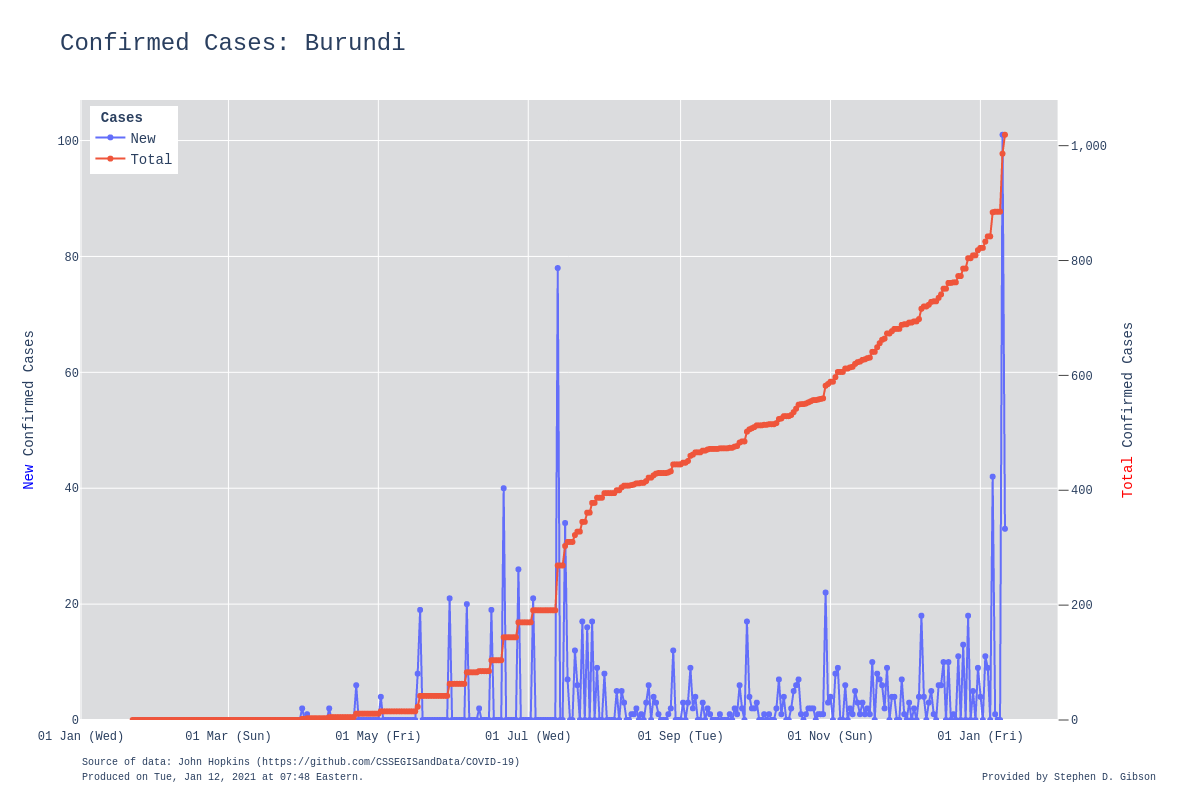 Confirmed Cases: Burundi
Cases
New
Total
100
80
60
40
20
0
1,000
800
600
400
200
0
New Confirmed Cases
Total Confirmed Cases
01 Jan (Wed)
01 Mar (Sun)
01 May (Fri)
01 Jul (Wed)
01 Sep (Tue)
01 Nov (Sun)
01 Jan (Fri)
Source of data: John Hopkins (https://github.com/CSSEGISandData/COVID-19)
Produced on Tue, Jan 12, 2021 at 07:48 Eastern.
Provided by Stephen D. Gibson